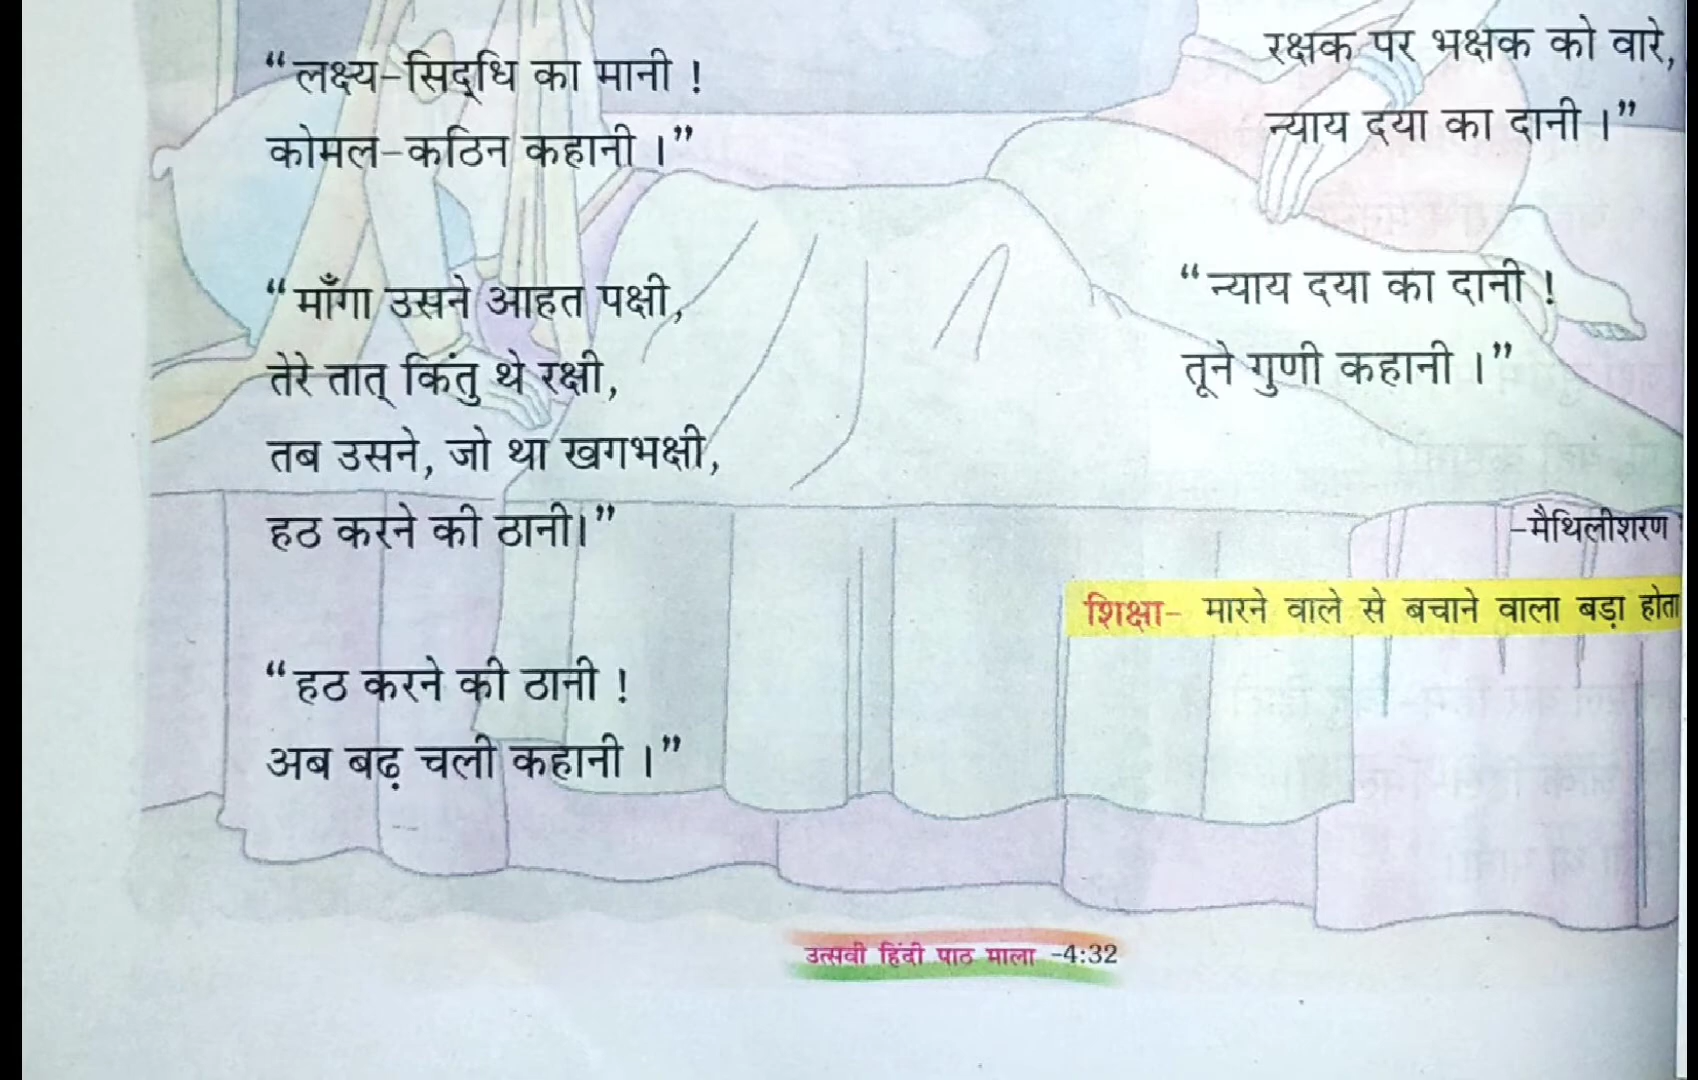 “लक्ष्य-सिद्धि का मानी !
कोमल-कठिन कहानी ।”
“माँगा उसने आहत पक्षी,
तेरे तात् किंतु थे रक्षी,
तब उसने, जो था खगभक्षी,
हठ करने की ठानी।”
“हठ करने की ठानी !
अब बढ़ चली कहानी ।”
रक्षक पर भक्षक को वारे,
न्याय दया का दानी ।”
“न्याय दया का दानी !
तूने गुणी कहानी ।”
-मैथिलीशरण
शिक्षा- मारने वाले से बचाने वाला बड़ा होता
उत्सवी हिंदी पाठ माला -4:32